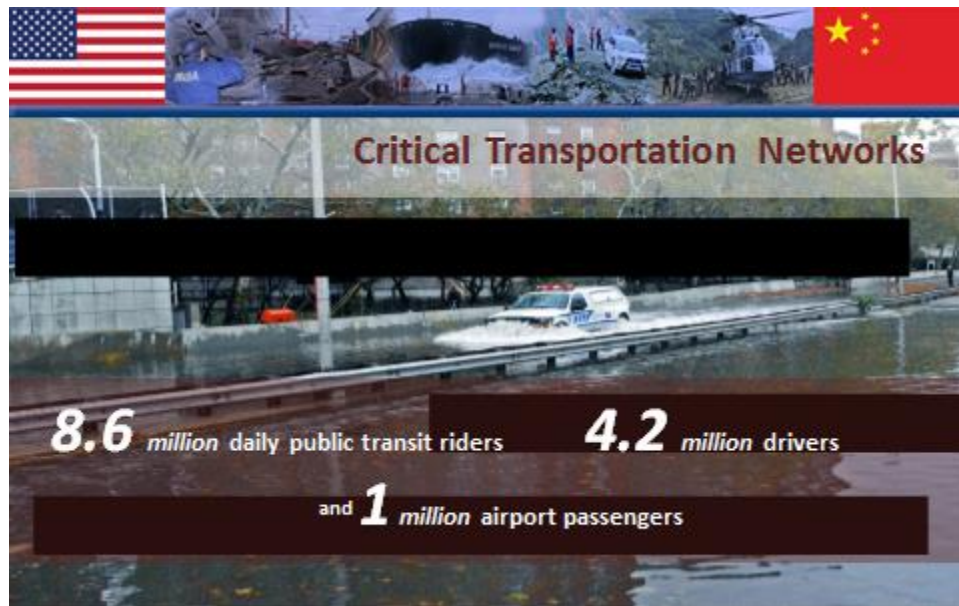 Critical Transportation Networks
8.6 million daily public transit riders
4.2 million drivers
and 1 million airport passengers